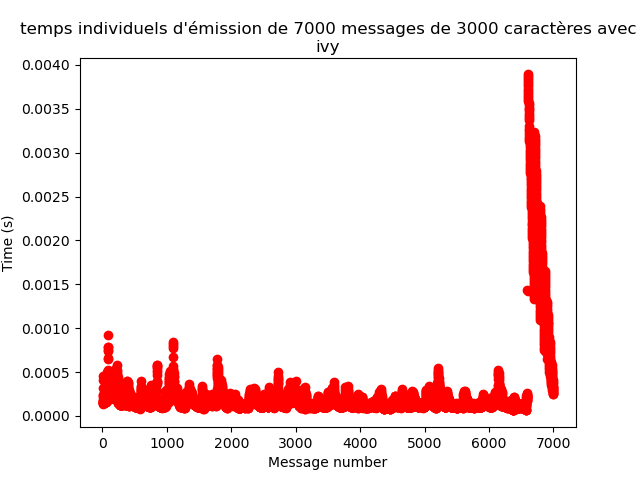 temps individuels d'émission de 7000 messages de 3000 caractères avec
ivy
0.0040
0.0035
0.0030
0.0025
0.0020
0.0015
0.0010
0.0005
0.0000
Time (s)
0 1000 2000 3000 4000 5000 6000 7000
Message number